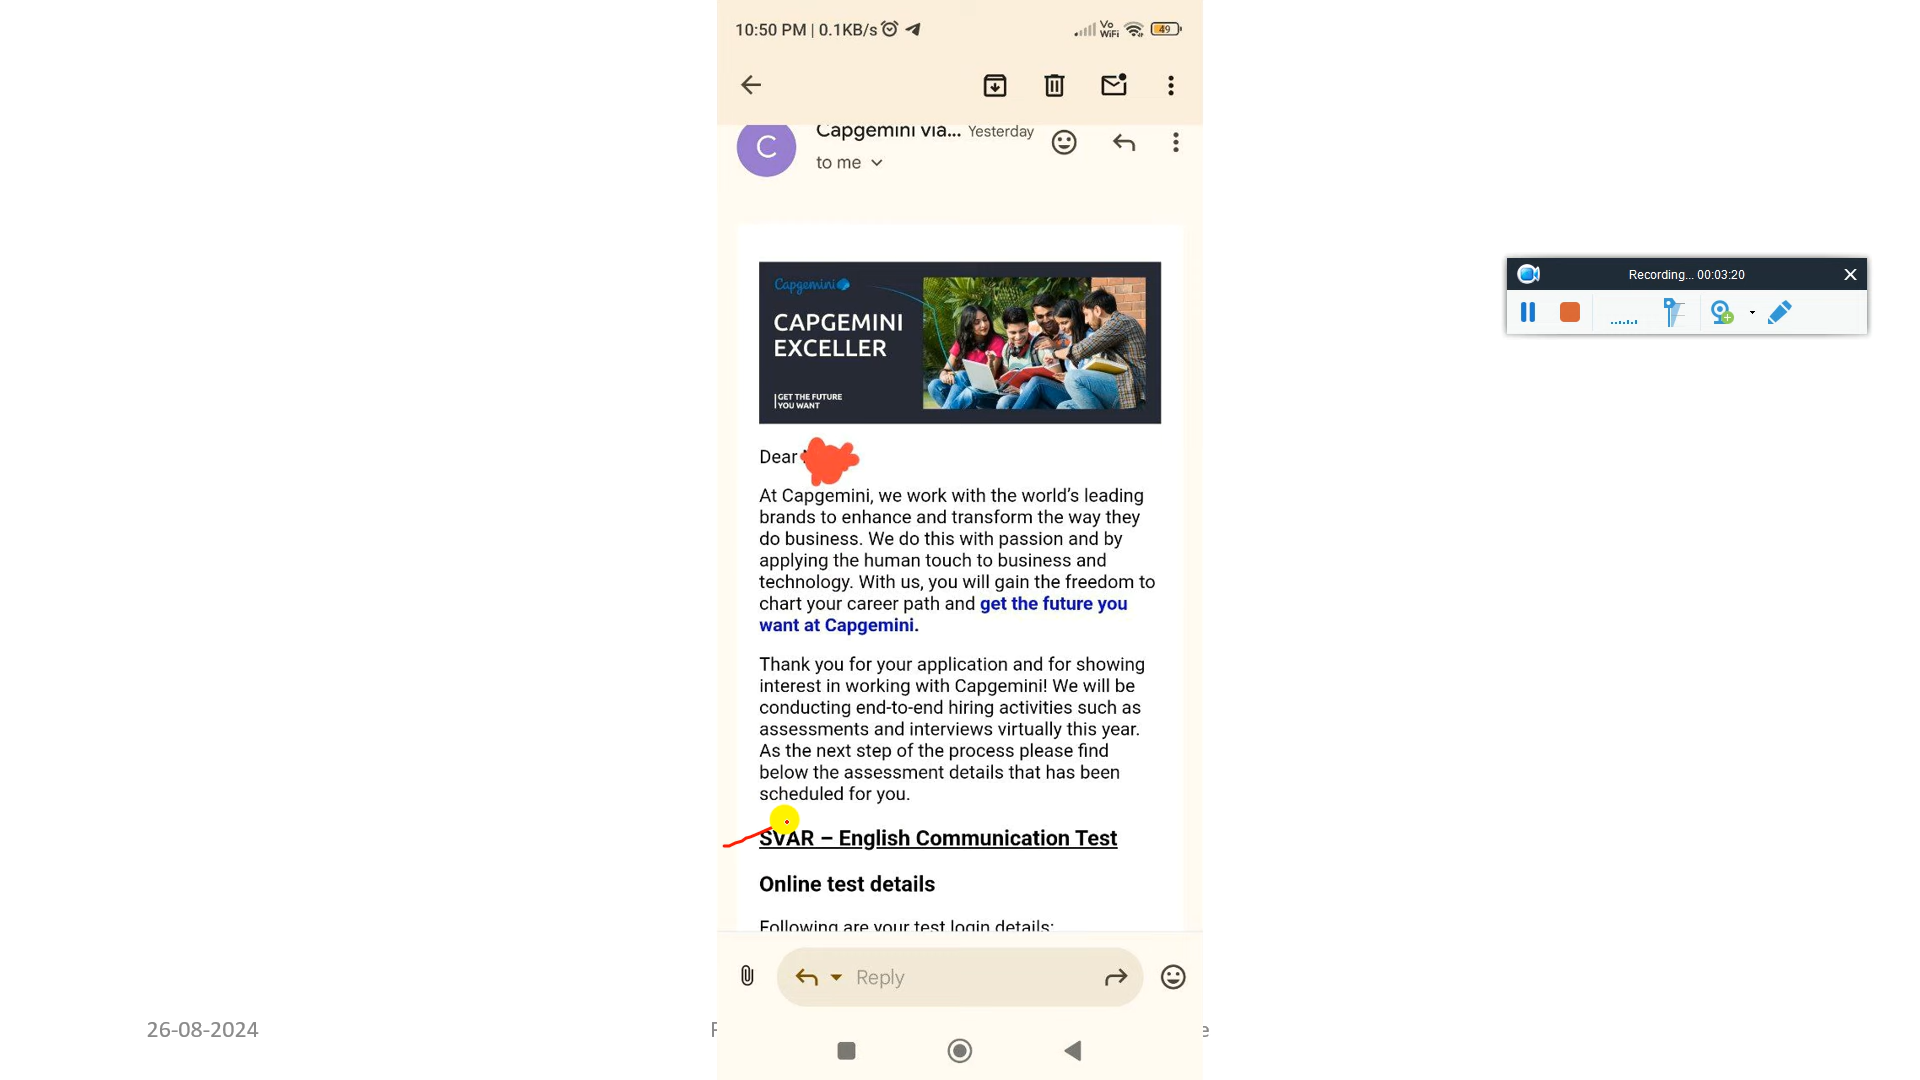 10:50 PM | 0.1KB/s
Vo
WiFi
49
Capgemini via... Yesterday
C
to me
Capgemini
CAPGEMINI
EXCELLER
GET THE FUTURE
YOU WANT
Dear
At Capgemini, we work with the world’s leading
brands to enhance and transform the way they
do business. We do this with passion and by
applying the human touch to business and
technology. With us, you will gain the freedom to
chart your career path and get the future you
want at Capgemini.
Thank you for your application and for showing
interest in working with Capgemini! We will be
conducting end-to-end hiring activities such as
assessments and interviews virtually this year.
As the next step of the process please find
below the assessment details that has been
scheduled for you.
SVAR – English Communication Test
Online test details
Following are your test login details:
Reply
Recording... 00:03:20
26-08-2024